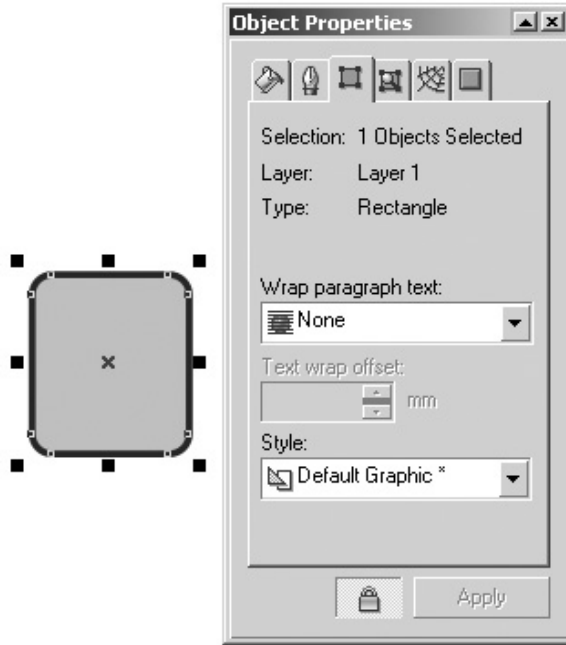 Object Properties
Selection: 1 Objects Selected
Layer: Layer 1
Type: Rectangle
Wrap paragraph text:
None
Text wrap offset:
mm
Style:
Default Graphic *
Apply